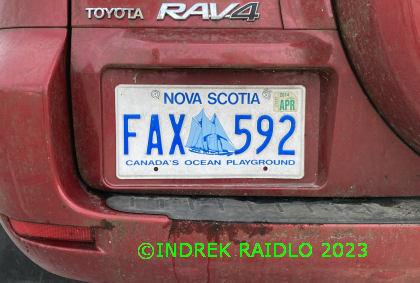 TOYOTA RAV4
NOVA SCOTIA
2014
APR
FAX 592
CANADA'S OCEAN PLAYGROUND
©INDREK RAIDLO 2023